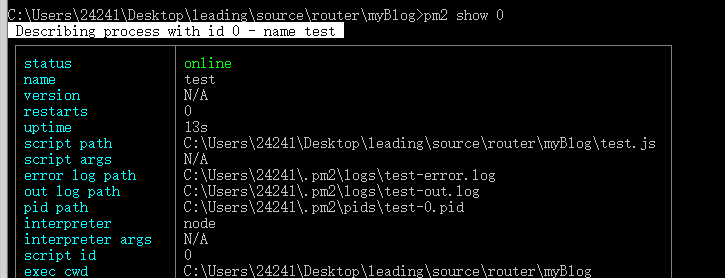 C:\Users\24241\Desktop\leading\source\router\myBlog>pm2 show 0
Describing process with id 0 - name test
status online
name test
version N/A
restarts 0
uptime 13s
script path C:\Users\24241\Desktop\leading\source\router\myBlog\test.js
script args N/A
error log path C:\Users\24241\.pm2\logs\test-error.log
out log path C:\Users\24241\.pm2\logs\test-out.log
pid path C:\Users\24241\.pm2\pids\test-0.pid
interpreter node
interpreter args N/A
script id 0
exec cwd C:\Users\24241\Desktop\leading\source\router\myBlog